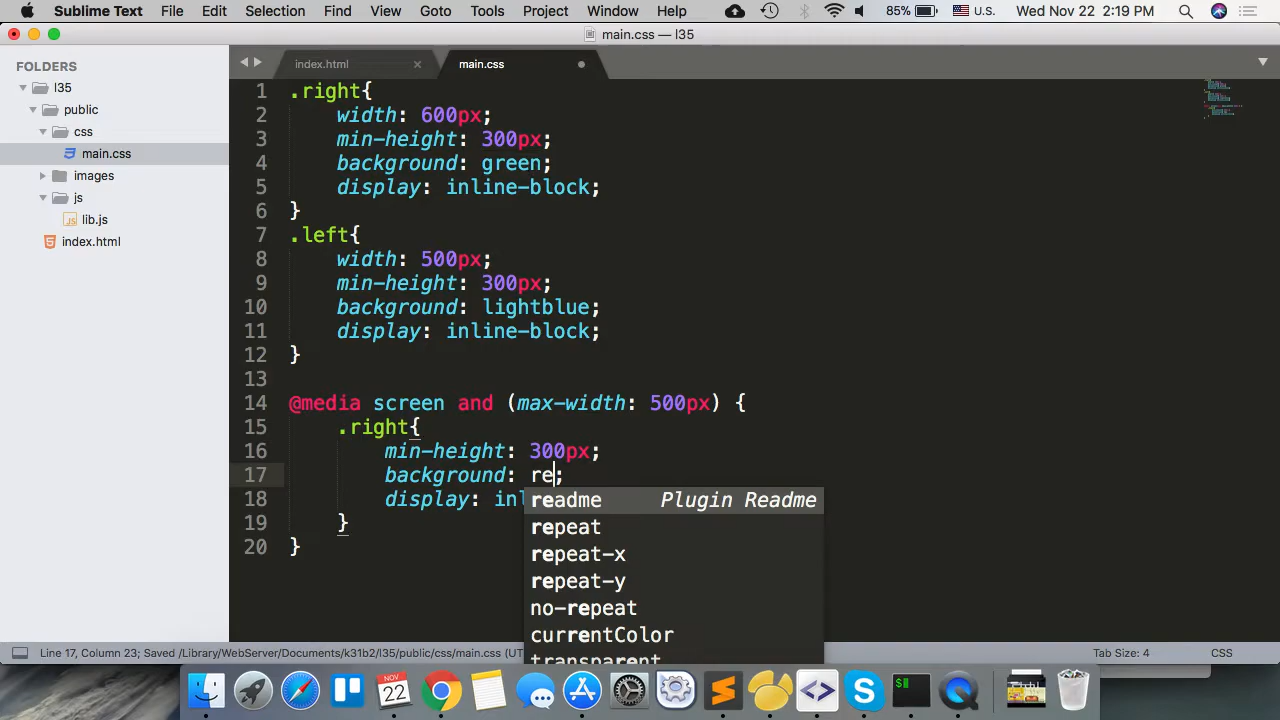 Sublime Text File Edit Selection Find View Goto Tools Project Window Help 85% U.S. Wed Nov 22 2:19 PM
main.css — l35
FOLDERS
l35
public
css
main.css
images
js
lib.js
index.html
index.html × main.css
1 .right{
2 width: 600px;
3 min-height: 300px;
4 background: green;
5 display: inline-block;
6 }
7 .left{
8 width: 500px;
9 min-height: 300px;
10 background: lightblue;
11 display: inline-block;
12 }
13
14 @media screen and (max-width: 500px) {
15 .right{
16 min-height: 300px;
17 background: re;
18 display: inl
19 }
20 }
readme Plugin Readme
repeat
repeat-x
repeat-y
no-repeat
currentColor
transparent
Line 17, Column 23; Saved /Library/WebServer/Documents/k31b2/l35/public/css/main.css (UT Tab Size: 4 CSS
NOV
22